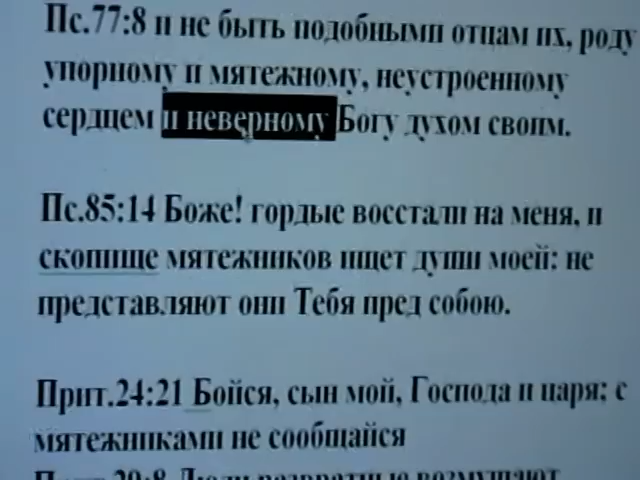 Пс.77:8 и не быть подобными отцам их, роду
упорному и мятежному, неустроенному
сердцем и неверному Богу духом своим.
Пс.85:14 Боже! гордые восстали на меня, и
скопище мятежников ищет души моей: не
представляют они Тебя пред собою.
Прит.24:21 Бойся, сын мой, Господа и царя; с
мятежниками не сообщайся